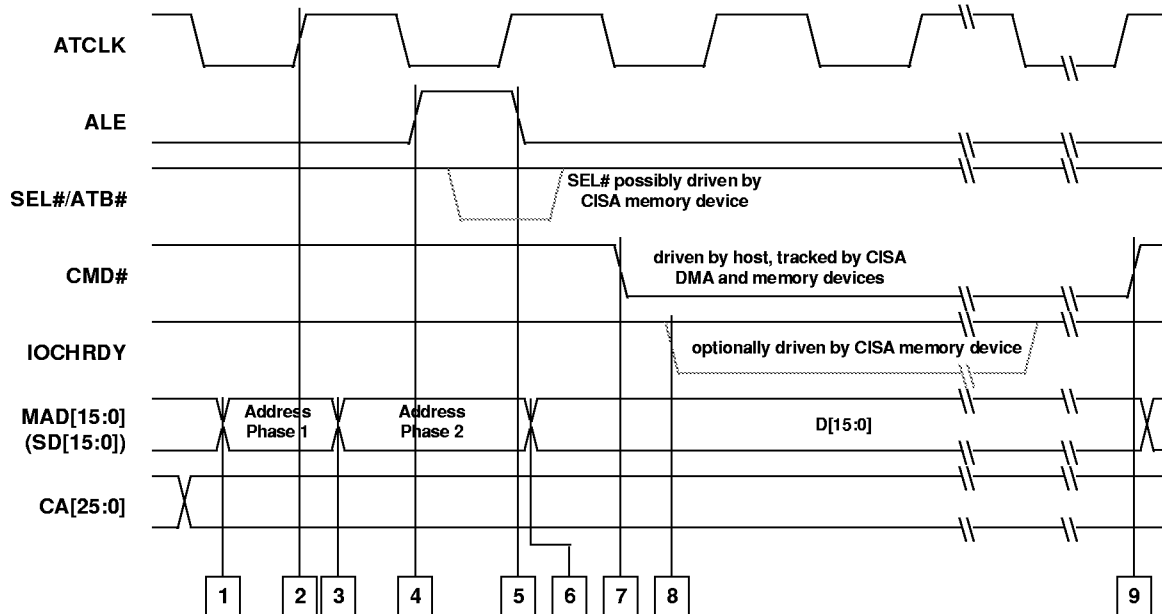 ATCLK
ALE
SEL#/ATB#
SEL# possibly driven by
CISA memory device
CMD#
driven by host, tracked by CISA
DMA and memory devices
IOCHRDY
optionally driven by CISA memory device
MAD[15:0]
(SD[15:0])
Address
Phase 1
Address
Phase 2
D[15:0]
CA[25:0]
1 2 3 4 5 6 7 8 9